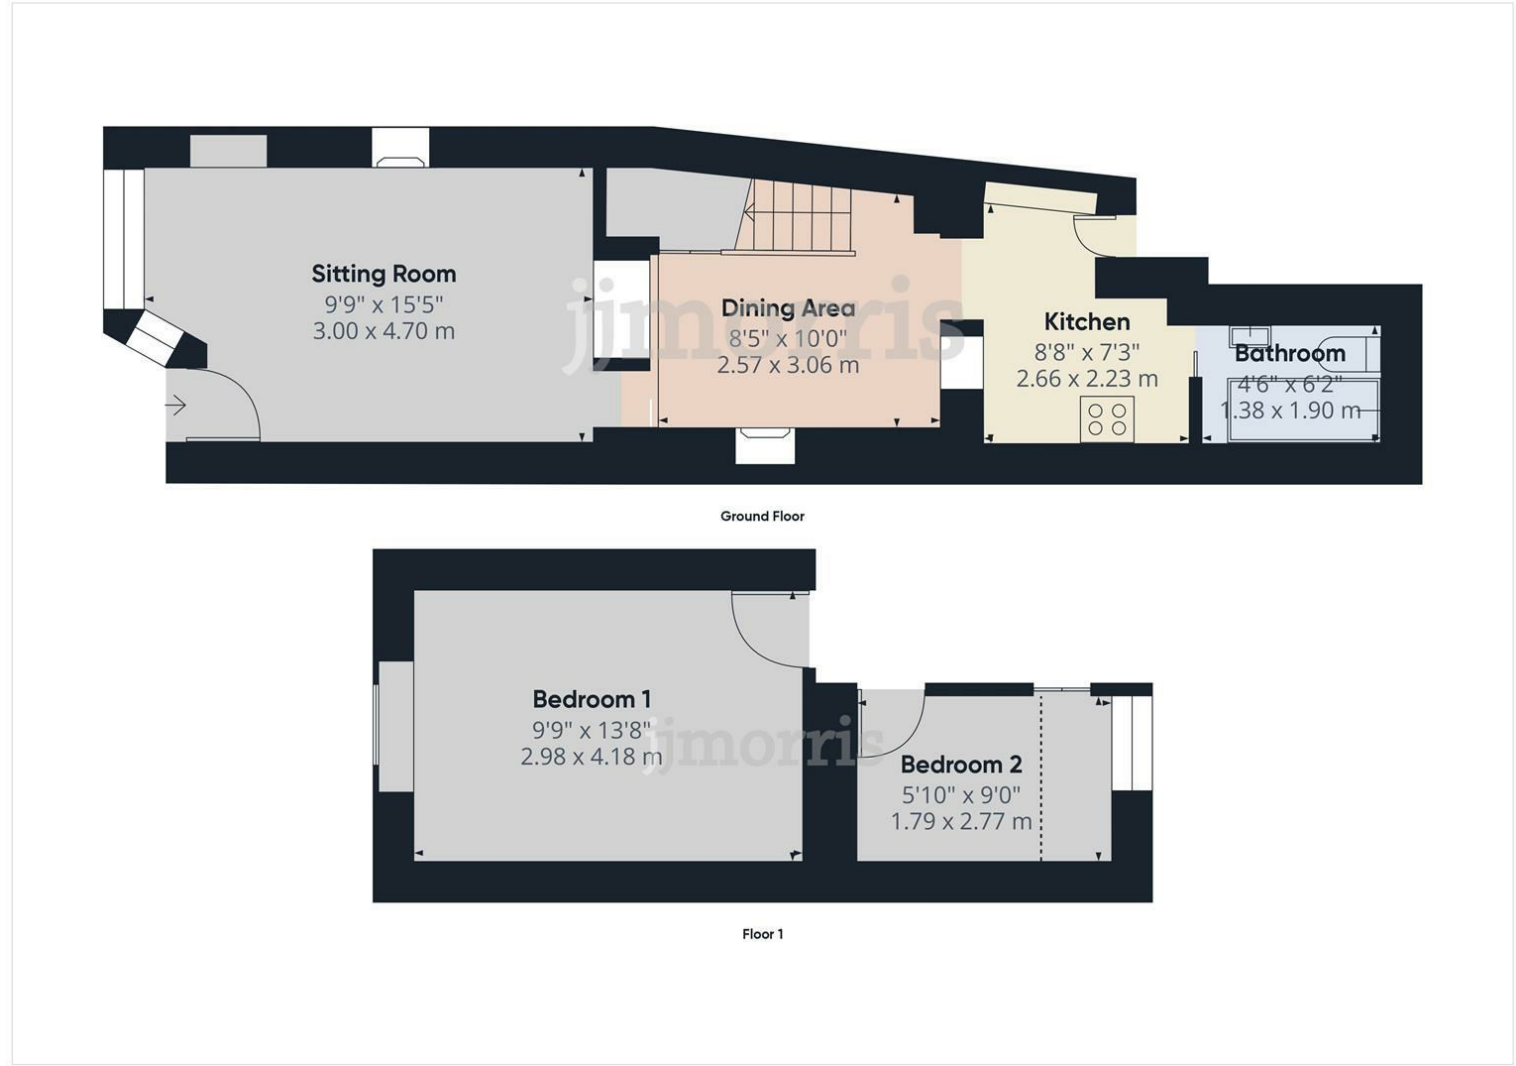 Sitting Room
9'9" x 15'5"
3.00 x 4.70 m
jjmorris
Dining Area
8'5" x 10'0"
2.57 x 3.06 m
Kitchen
8'8" x 7'3"
2.66 x 2.23 m
Bathroom
4'6" x 6'2"
1.38 x 1.90 m
Ground Floor
Bedroom 1
9'9" x 13'8"
2.98 x 4.18 m
jjmorris
Bedroom 2
5'10" x 9'0"
1.79 x 2.77 m
Floor 1